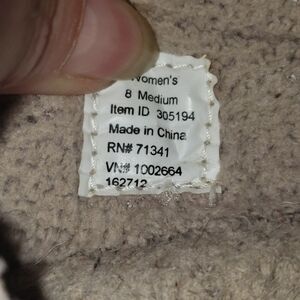 Women's
8 Medium
Item ID 305194
Made in China
RN# 71341
VN# 1002664
162712